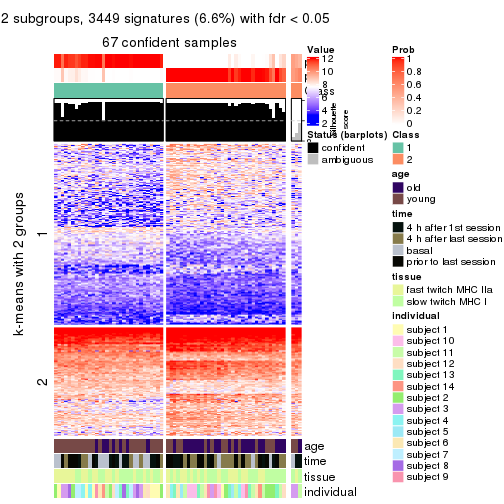 2 subgroups, 3449 signatures (6.6%) with fdr < 0.05
67 confident samples
k-means with 2 groups
1
2
Value
12
10
8
6
4
2
Prob
1
0.8
0.6
0.4
0.2
0
silhouette
score
Status (barplots)
confident
ambiguous
Class
1
2
age
old
young
time
4 h after 1st session
4 h after last session
basal
prior to last session
tissue
fast twitch MHC IIa
slow twitch MHC I
individual
subject 1
subject 10
subject 11
subject 12
subject 13
subject 14
subject 2
subject 3
subject 4
subject 5
subject 6
subject 7
subject 8
subject 9
age
time
tissue
individual